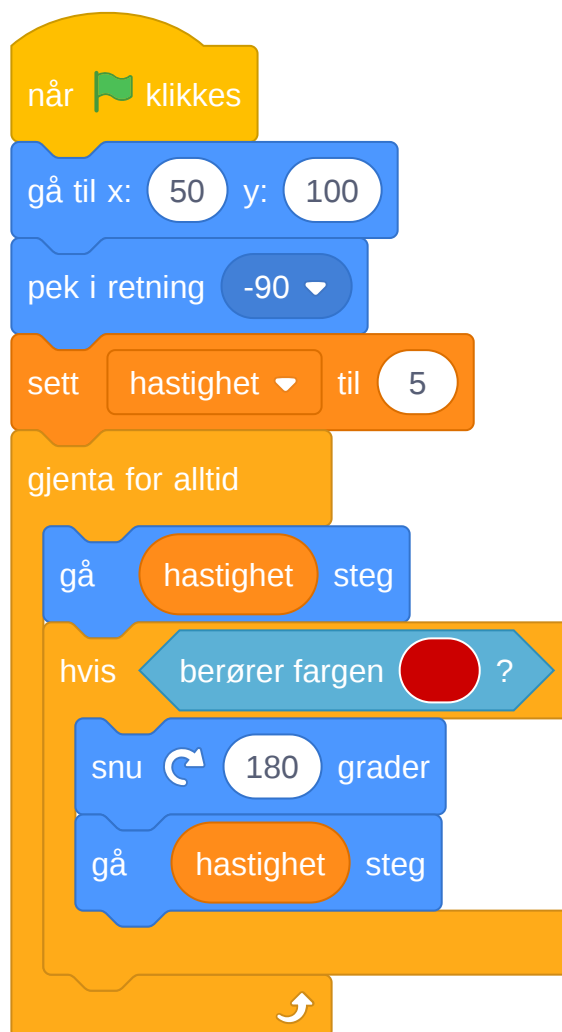 når klikkes
gå til x: 50 y: 100
pek i retning -90
sett hastighet til 5
gjenta for alltid
gå hastighet steg
hvis berører fargen ?
snu 180 grader
gå hastighet steg